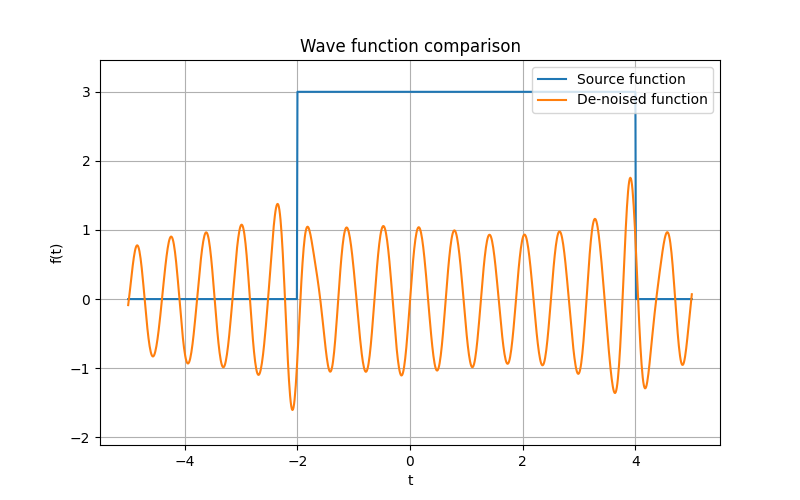 Wave function comparison
Source function
De-noised function
f(t)
3
2
1
0
−1
−2
−4
−2
0
2
4
t